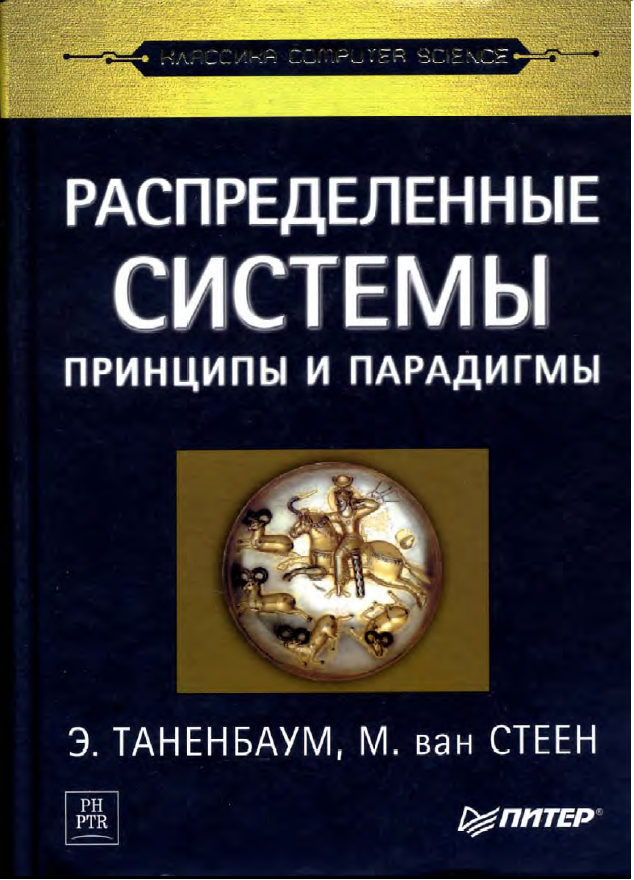 КЛАССИКА COMPUTER SCIENCE
РАСПРЕДЕЛЕННЫЕ
СИСТЕМЫ
ПРИНЦИПЫ И ПАРАДИГМЫ
Э. ТАНЕНБАУМ, М. ван СТЕЕН
PH
PTR
ПИТЕР®